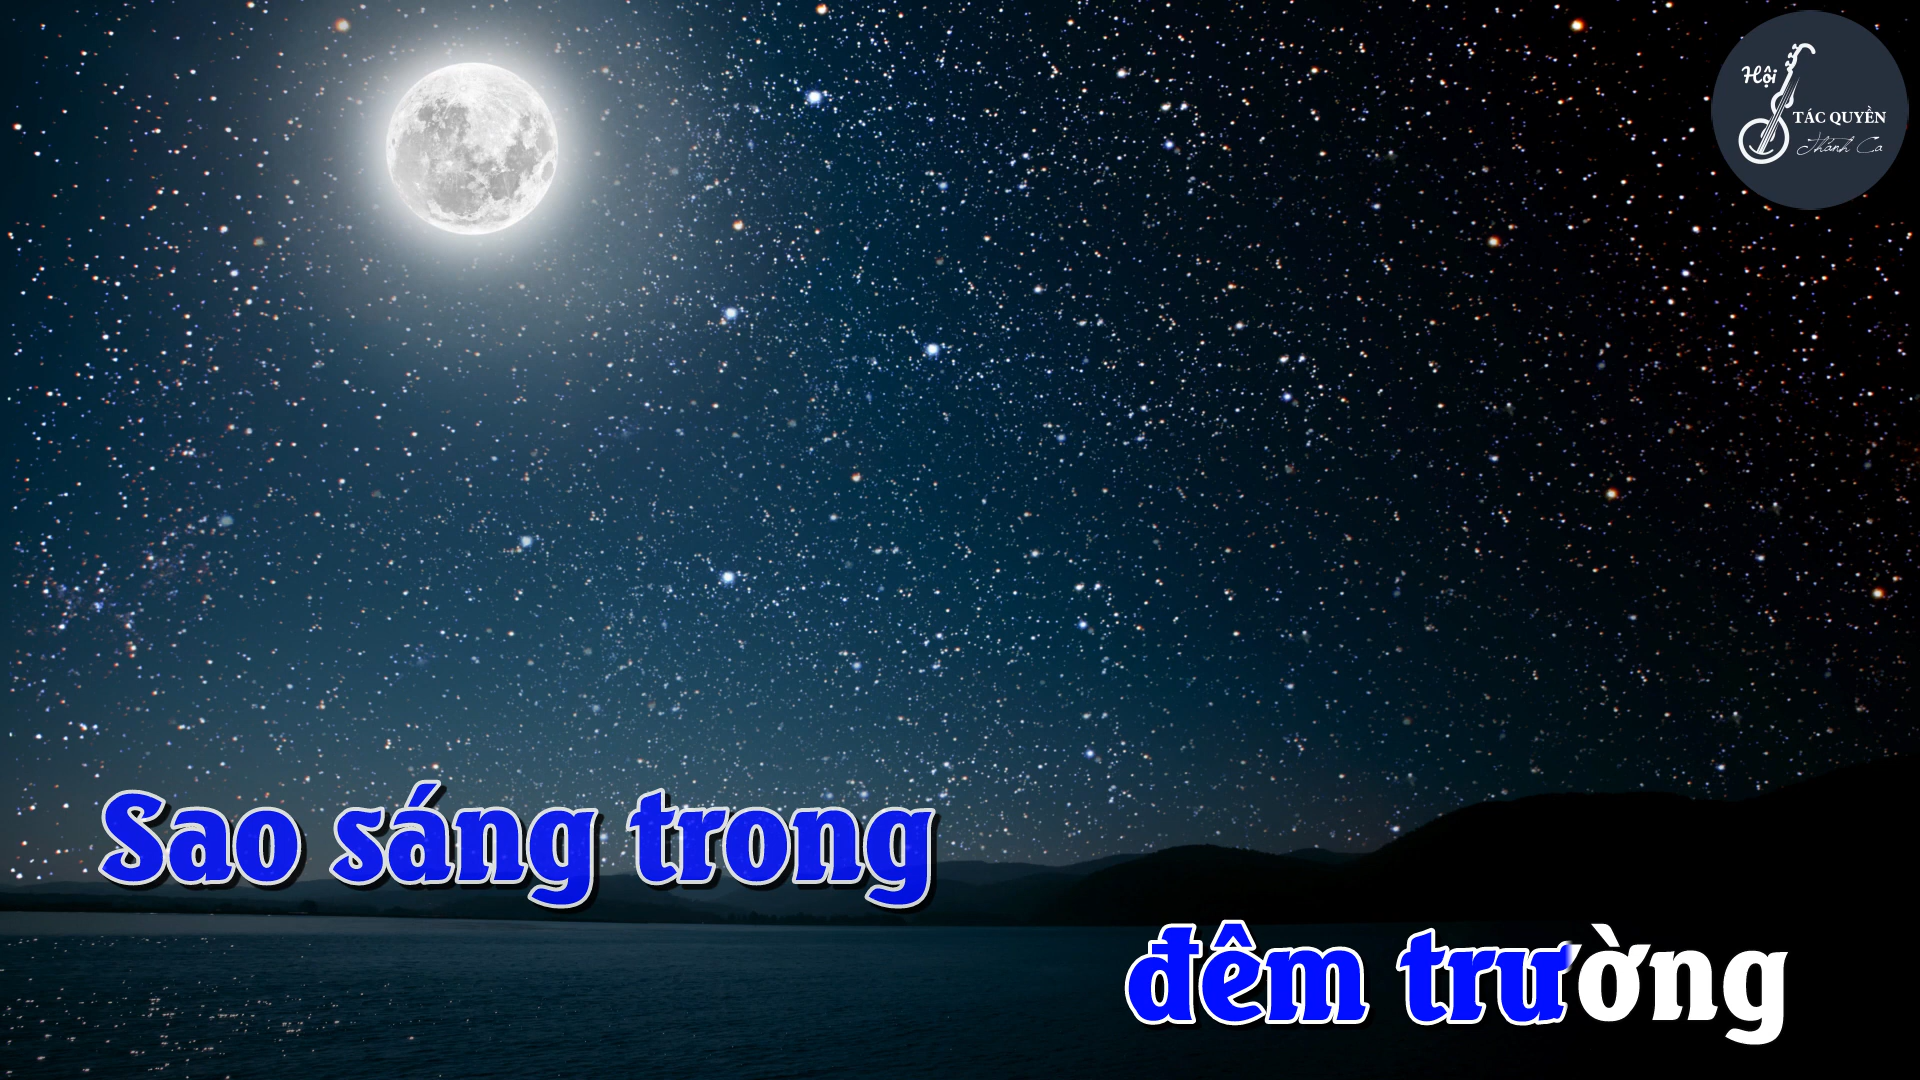 Hội
TÁC QUYỀN
Thánh Ca
Sao sáng trong
đêm trường